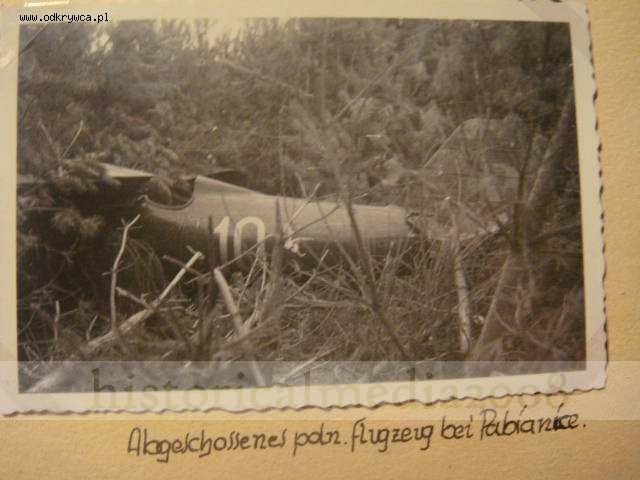 www.odkrywca.pl
10
historicalmedia2008
Abgeschossenes poln. Flugzeug bei Pabianice.